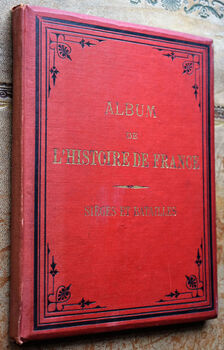 ALBUM
DE
L'HISTOIRE DE FRANCE
SIÈGES ET BATAILLES